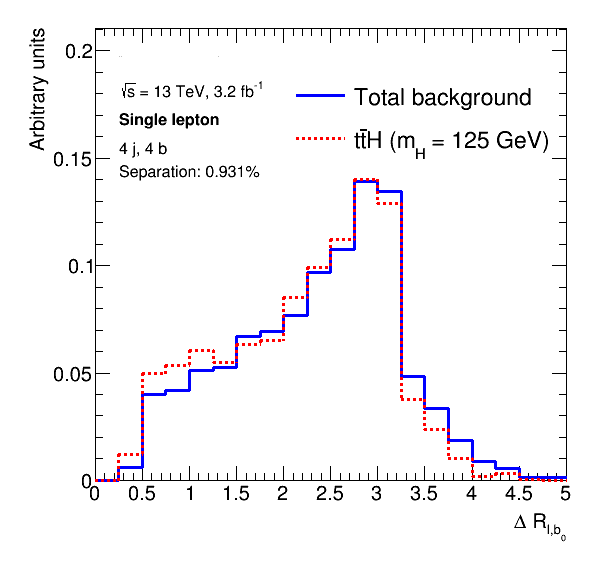 Arbitrary units
0.2
0.15
0.1
0.05
0
√s = 13 TeV, 3.2 fb⁻¹
Single lepton
4 j, 4 b
Separation: 0.931%
Total background
tt̄H (m_H = 125 GeV)
0 0.5 1 1.5 2 2.5 3 3.5 4 4.5 5
Δ R_l,b₀